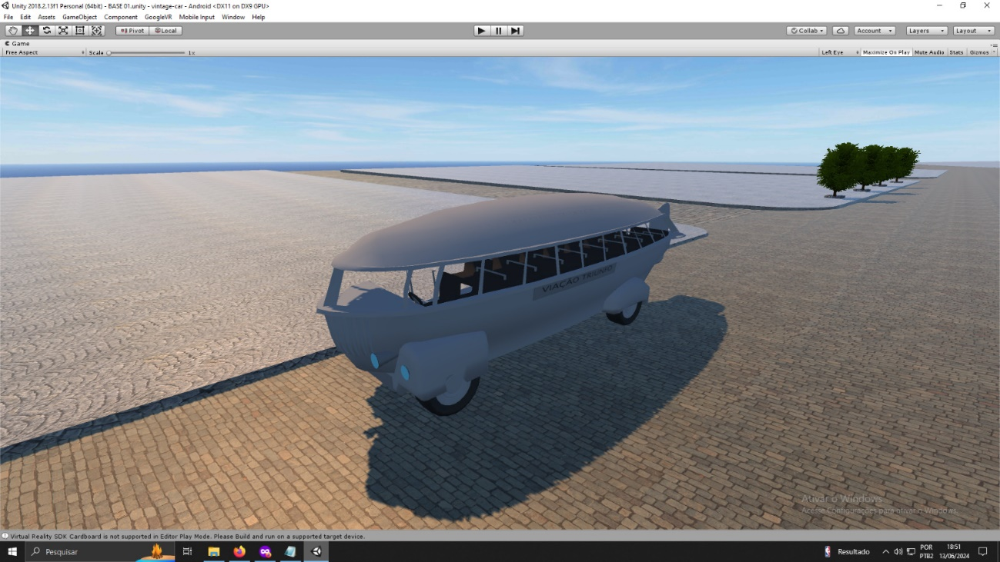 Unity 2018.2.13f1 Personal (64bit) - BASE 01.unity - vintage-car - Android <DX11 on DX9 GPU>
File Edit Assets GameObject Component GoogleVR Mobile Input Window Help
Pivot Local Collab Account Layers Layout
Game
Free Aspect Scale 1x Left Eye Maximize On Play Mute Audio Stats Gizmos
VIAÇÃO TRIUNFO
Ativar o Windows
Acesse Configurações para ativar o Windows.
Virtual Reality SDK Cardboard is not supported in Editor Play Mode. Please Build and run on a supported target device.
Pesquisar Resultado POR 18:51
PTB2 13/06/2024